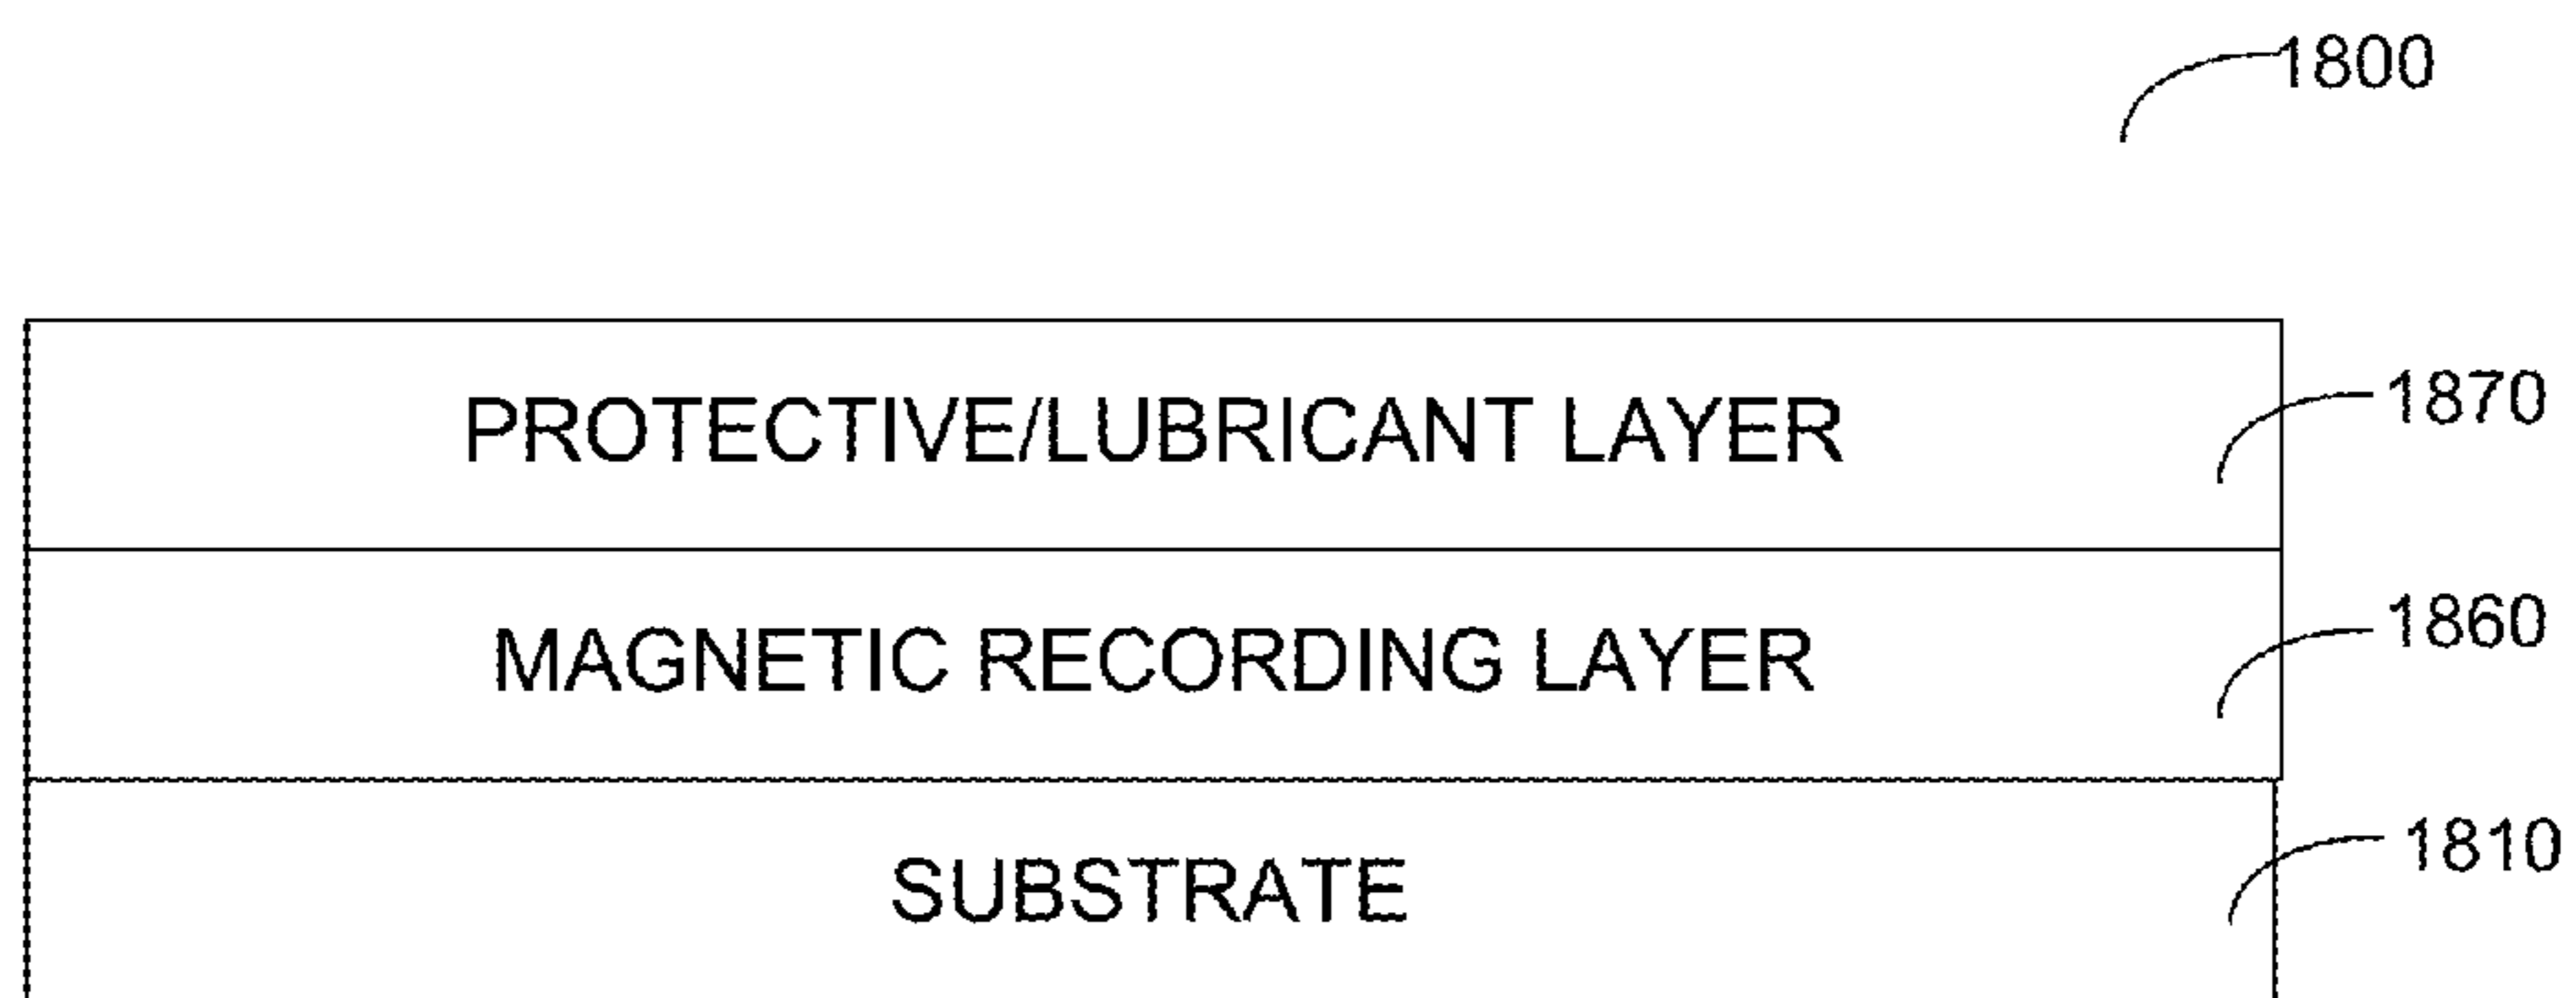 1800
PROTECTIVE/LUBRICANT LAYER
1870
MAGNETIC RECORDING LAYER
1860
SUBSTRATE
1810